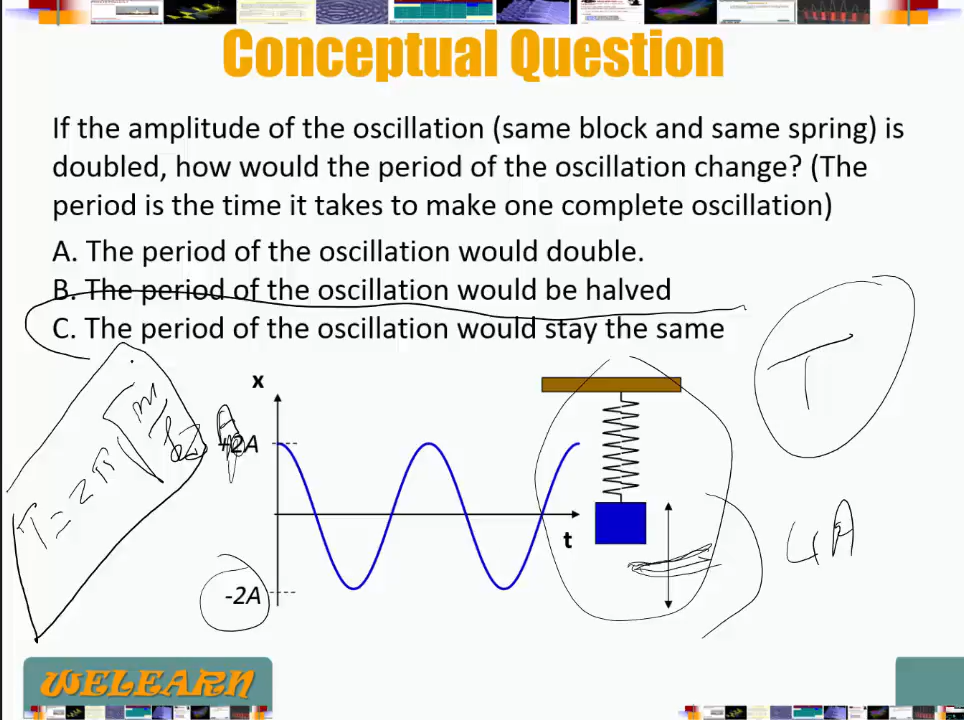 Conceptual Question
If the amplitude of the oscillation (same block and same spring) is
doubled, how would the period of the oscillation change? (The
period is the time it takes to make one complete oscillation)
A. The period of the oscillation would double.
B. The period of the oscillation would be halved
C. The period of the oscillation would stay the same
T
x
T = 2π√m/k
+2A
t
4A
-2A
WELEARN